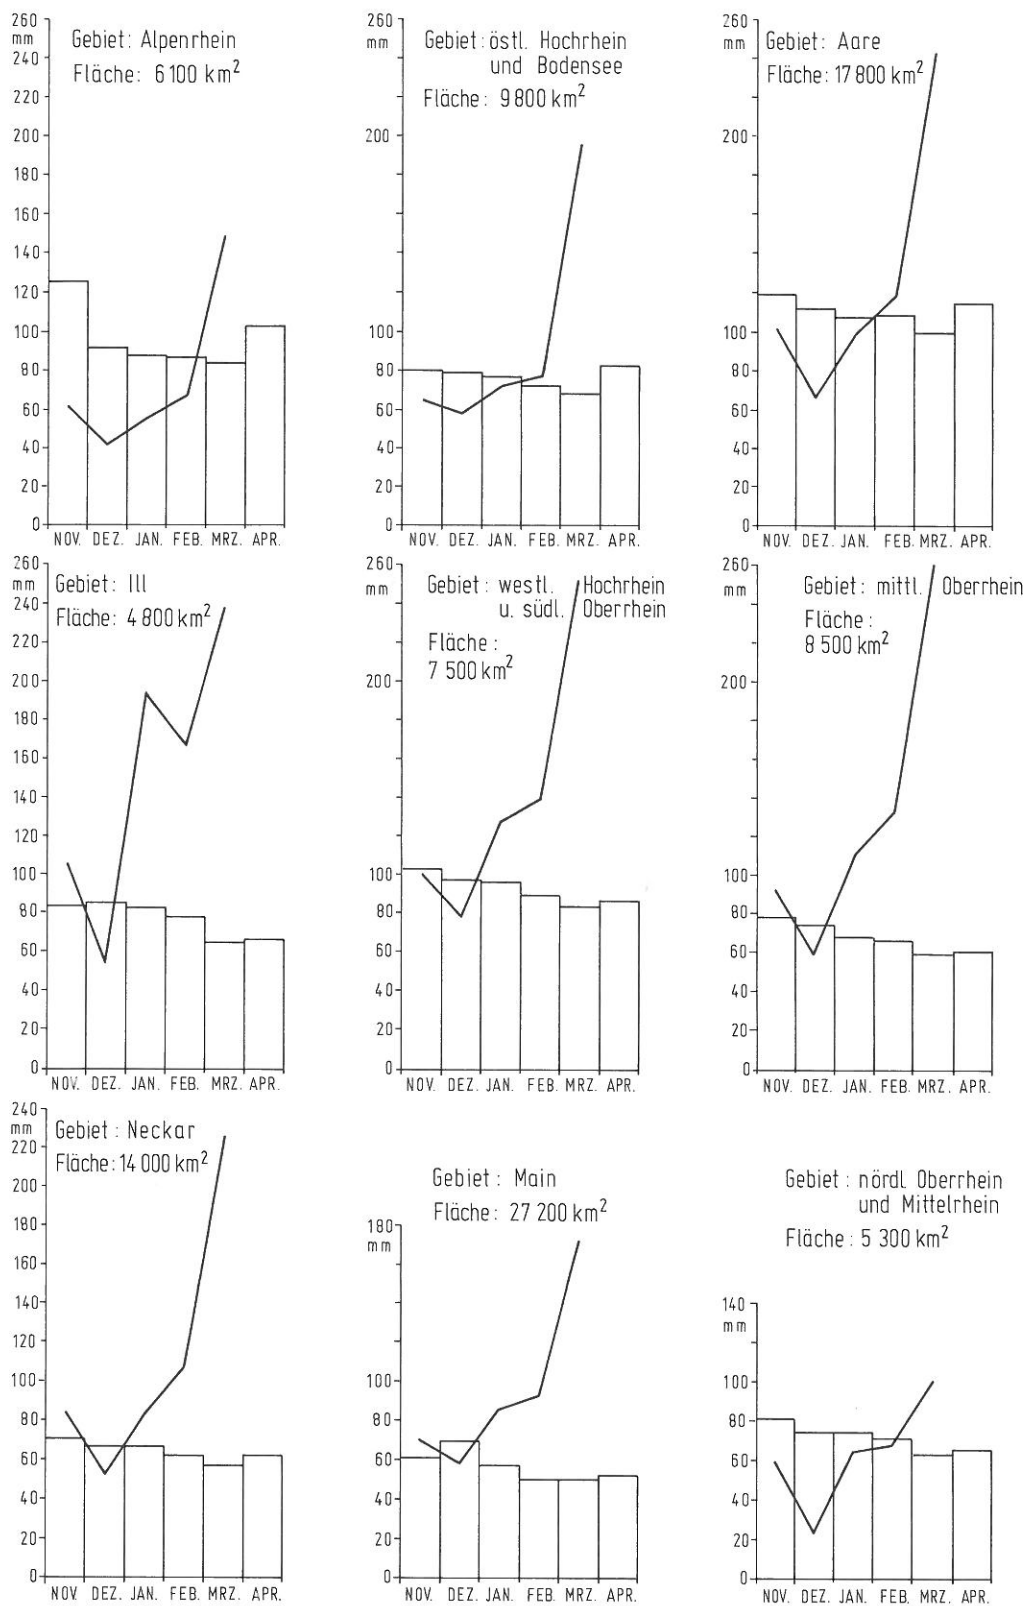 260
mm
240
220
200
180
160
140
120
100
80
60
40
20
0
Gebiet: Alpenrhein
Fläche: 6 100 km²
NOV. DEZ. JAN. FEB. MRZ. APR.
260
mm
200
100
80
60
40
20
0
Gebiet: östl. Hochrhein
und Bodensee
Fläche: 9 800 km²
NOV. DEZ. JAN. FEB. MRZ. APR.
260
mm
200
100
80
60
40
20
0
Gebiet: Aare
Fläche: 17 800 km²
NOV. DEZ. JAN. FEB. MRZ. APR.
260
mm
240
220
200
180
160
140
120
100
80
60
40
20
0
Gebiet: Ill
Fläche: 4 800 km²
NOV. DEZ. JAN. FEB. MRZ. APR.
260
mm
200
100
80
60
40
20
0
Gebiet: westl. Hochrhein
u. südl. Oberrhein
Fläche:
7 500 km²
NOV. DEZ. JAN. FEB. MRZ. APR.
260
mm
200
100
80
60
40
20
0
Gebiet: mittl. Oberrhein
Fläche:
8 500 km²
NOV. DEZ. JAN. FEB. MRZ. APR.
240
mm
220
200
180
160
140
120
100
80
60
40
20
0
Gebiet: Neckar
Fläche: 14 000 km²
NOV. DEZ. JAN. FEB. MRZ. APR.
Gebiet: Main
Fläche: 27 200 km²
180
mm
100
80
60
40
20
0
NOV. DEZ. JAN. FEB. MRZ. APR.
Gebiet: nördl. Oberrhein
und Mittelrhein
Fläche: 5 300 km²
140
mm
100
80
60
40
20
0
NOV. DEZ. JAN. FEB. MRZ. APR.